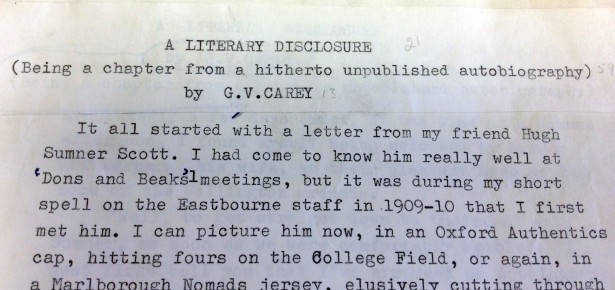 A LITERARY DISCLOSURE 21
(Being a chapter from a hitherto unpublished autobiography) 59
by G.V.CAREY 13
It all started with a letter from my friend Hugh
Sumner Scott. I had come to know him really well at
'Dons and Beaks' meetings, but it was during my short
spell on the Eastbourne staff in 1909-10 that I first
met him. I can picture him now, in an Oxford Authentics
cap, hitting fours on the College Field, or again, in
a Marlborough Nomads jersey, elusively cutting through